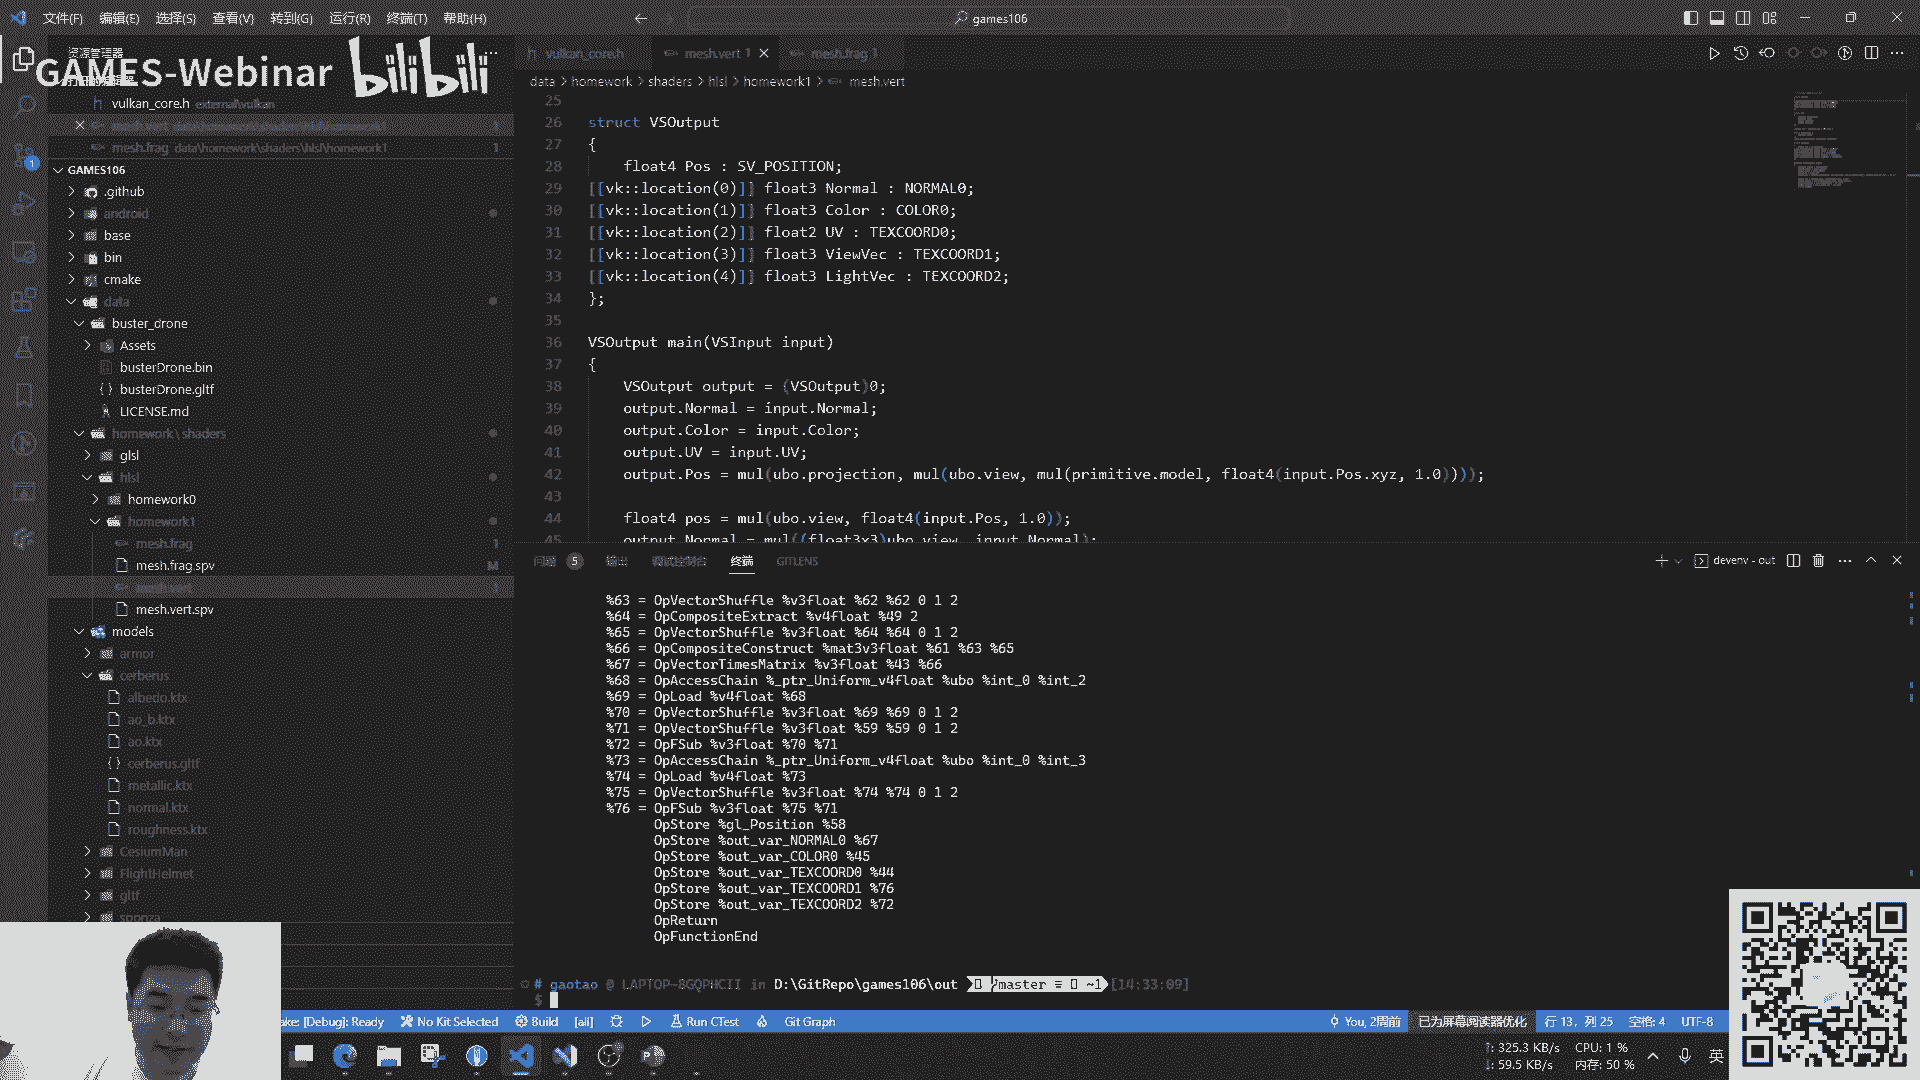 文件(F) 编辑(E) 选择(S) 查看(V) 转到(G) 运行(R) 终端(T) 帮助(H)
games106
资源管理器
GAMES-Webinar bilibili
vulkan_core.h external\vulkan
mesh.vert data\homework\shaders\hlsl\homework1 1
mesh.frag data\homework\shaders\hlsl\homework1 1
GAMES106
.github
android
base
bin
cmake
data
buster_drone
Assets
busterDrone.bin
busterDrone.gltf
LICENSE.md
homework\shaders
glsl
hlsl
homework0
homework1
mesh.frag 1
mesh.frag.spv M
mesh.vert 1
mesh.vert.spv
models
armor
cerberus
albedo.ktx
ao_b.ktx
ao.ktx
cerberus.gltf
metallic.ktx
normal.ktx
roughness.ktx
CesiumMan
FlightHelmet
gltf
sponza
vulkan_core.h mesh.vert 1 mesh.frag 1
data > homework > shaders > hlsl > homework1 > mesh.vert
25
26 struct VSOutput
27 {
28 float4 Pos : SV_POSITION;
29 [[vk::location(0)]] float3 Normal : NORMAL0;
30 [[vk::location(1)]] float3 Color : COLOR0;
31 [[vk::location(2)]] float2 UV : TEXCOORD0;
32 [[vk::location(3)]] float3 ViewVec : TEXCOORD1;
33 [[vk::location(4)]] float3 LightVec : TEXCOORD2;
34 };
35
36 VSOutput main(VSInput input)
37 {
38 VSOutput output = (VSOutput)0;
39 output.Normal = input.Normal;
40 output.Color = input.Color;
41 output.UV = input.UV;
42 output.Pos = mul(ubo.projection, mul(ubo.view, mul(primitive.model, float4(input.Pos.xyz, 1.0))));
43
44 float4 pos = mul(ubo.view, float4(input.Pos, 1.0));
45 output.Normal = mul((float3x3)ubo.view, input.Normal);
问题 5 输出 调试控制台 终端 GITLENS
devenv - out
%63 = OpVectorShuffle %v3float %62 %62 0 1 2
%64 = OpCompositeExtract %v4float %49 2
%65 = OpVectorShuffle %v3float %64 %64 0 1 2
%66 = OpCompositeConstruct %mat3v3float %61 %63 %65
%67 = OpVectorTimesMatrix %v3float %43 %66
%68 = OpAccessChain %_ptr_Uniform_v4float %ubo %int_0 %int_2
%69 = OpLoad %v4float %68
%70 = OpVectorShuffle %v3float %69 %69 0 1 2
%71 = OpVectorShuffle %v3float %59 %59 0 1 2
%72 = OpFSub %v3float %70 %71
%73 = OpAccessChain %_ptr_Uniform_v4float %ubo %int_0 %int_3
%74 = OpLoad %v4float %73
%75 = OpVectorShuffle %v3float %74 %74 0 1 2
%76 = OpFSub %v3float %75 %71
OpStore %gl_Position %58
OpStore %out_var_NORMAL0 %67
OpStore %out_var_COLOR0 %45
OpStore %out_var_TEXCOORD0 %44
OpStore %out_var_TEXCOORD1 %76
OpStore %out_var_TEXCOORD2 %72
OpReturn
OpFunctionEnd
# gaotao @ LAPTOP-8GQPHCII in D:\GitRepo\games106\out master ≡ ~1 [14:33:09]
$
ake: [Debug]: Ready No Kit Selected Build [all] Run CTest Git Graph You, 2周前 已为屏幕阅读器优化 行 13，列 25 空格: 4 UTF-8
↑: 325.3 KB/s CPU: 1 %
↓: 59.5 KB/s 内存: 50 %
英